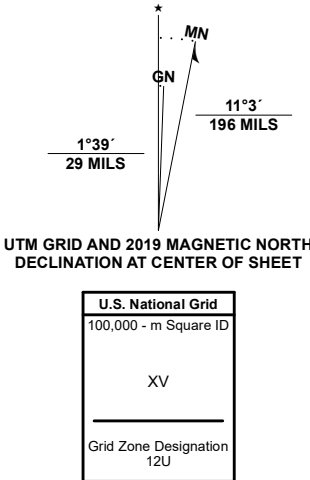 MN
GN
11°3´
196 MILS
1°39´
29 MILS
UTM GRID AND 2019 MAGNETIC NORTH
DECLINATION AT CENTER OF SHEET
U.S. National Grid
100,000 - m Square ID
XV
Grid Zone Designation
12U